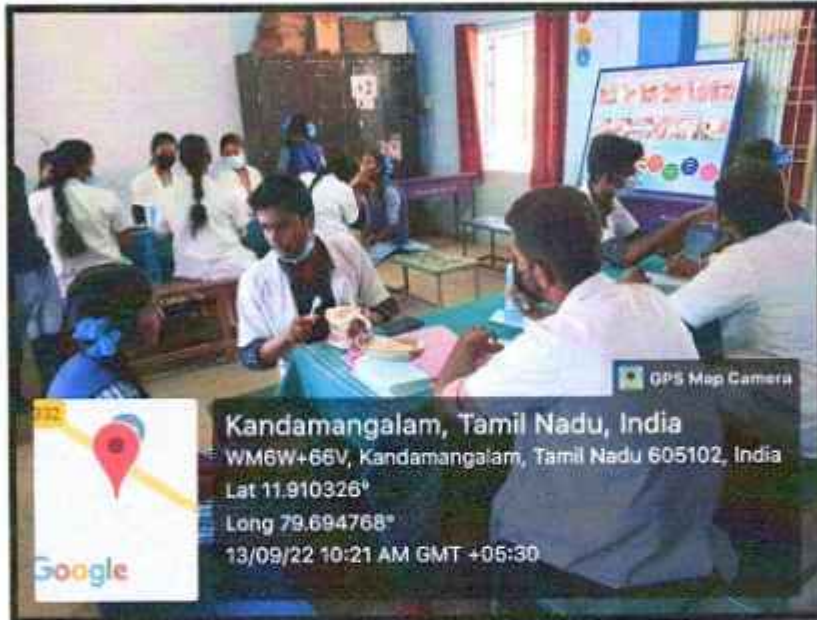 GPS Map Camera
332
Google
Kandamangalam, Tamil Nadu, India
WM6W+66V, Kandamangalam, Tamil Nadu 605102, India
Lat 11.910326°
Long 79.694768°
13/09/22 10:21 AM GMT +05:30